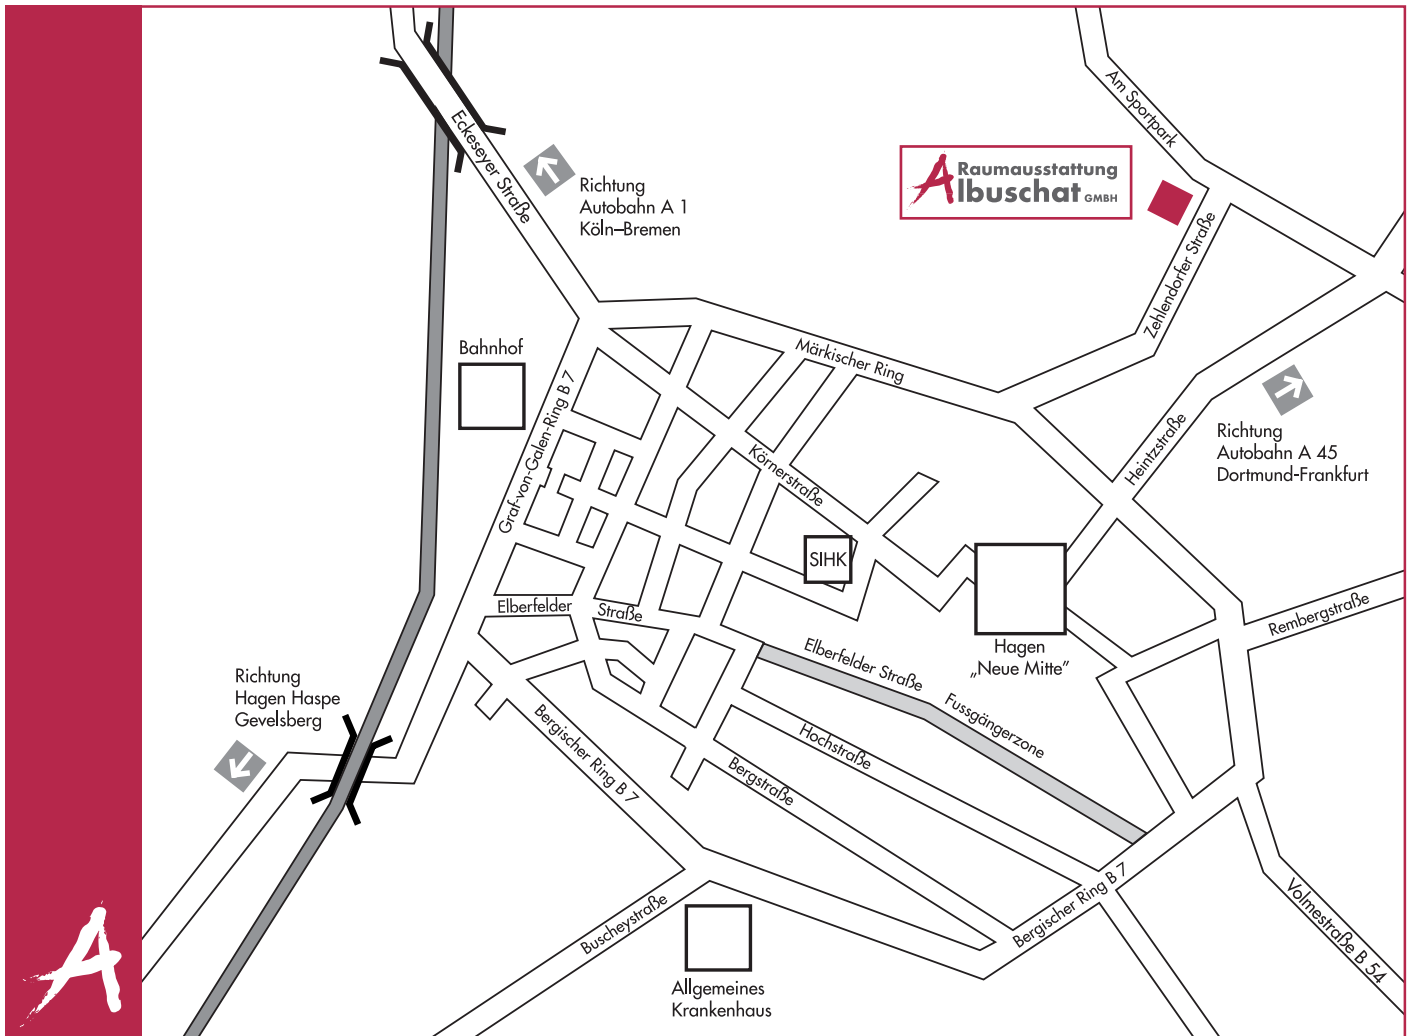 Am Sportpark
Eckeseyer Straße
Raumausstattung
Albuschat GMBH
Richtung
Autobahn A 1
Köln–Bremen
Zehlendorfer Straße
Bahnhof
Märkischer Ring
Graf-von-Galen-Ring B 7
Heintzstraße
Richtung
Autobahn A 45
Dortmund-Frankfurt
Körnerstraße
SIHK
Elberfelder Straße
Rembergstraße
Hagen
„Neue Mitte”
Elberfelder Straße
Fussgängerzone
Richtung
Hagen Haspe
Gevelsberg
Bergischer Ring B 7
Hochstraße
Bergstraße
Bergischer Ring B 7
Volmestraße B 54
Buscheystraße
Allgemeines
Krankenhaus
A